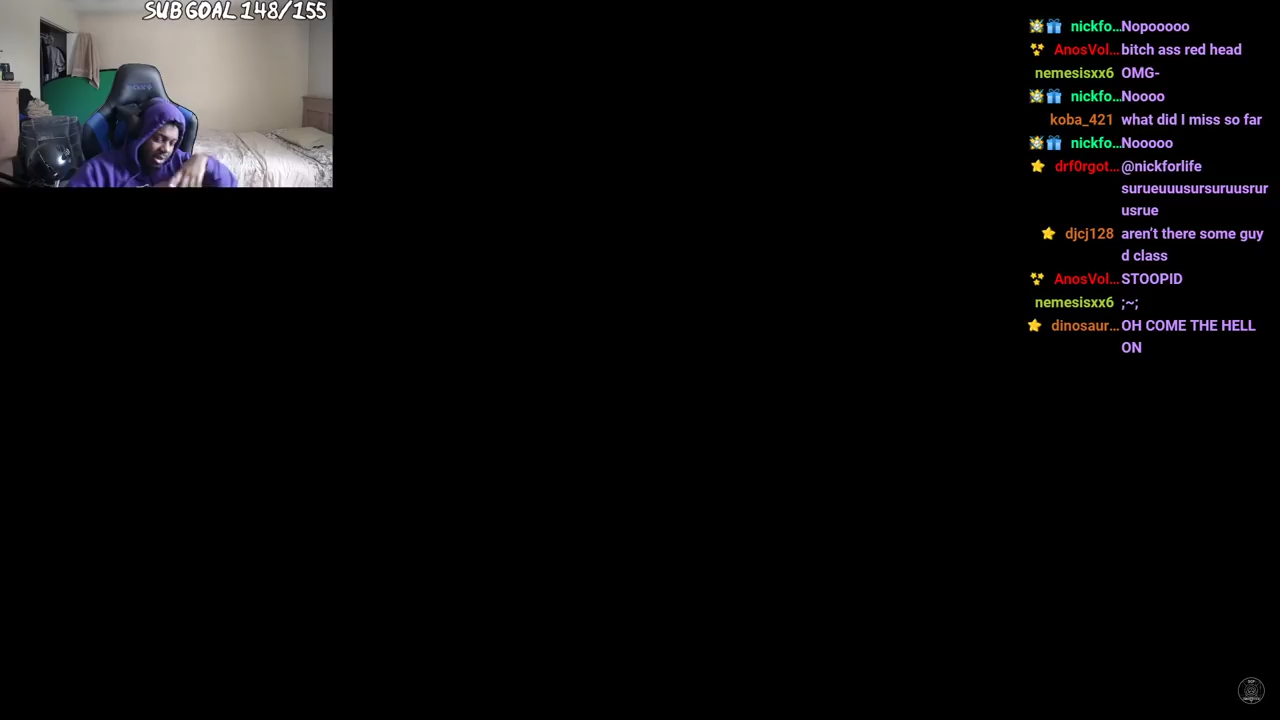 SUB GOAL 148/155
nickfo...Nopooooo
AnosVol...bitch ass red head
nemesisxx6 OMG-
nickfo...Noooo
koba_421 what did I miss so far
nickfo...Nooooo
drf0rgot...@nickforlife
surueuuusursuruusrur
usrue
djcj128 aren't there some guy
d class
AnosVol...STOOPID
nemesisxx6 ;~;
dinosaur...OH COME THE HELL
ON